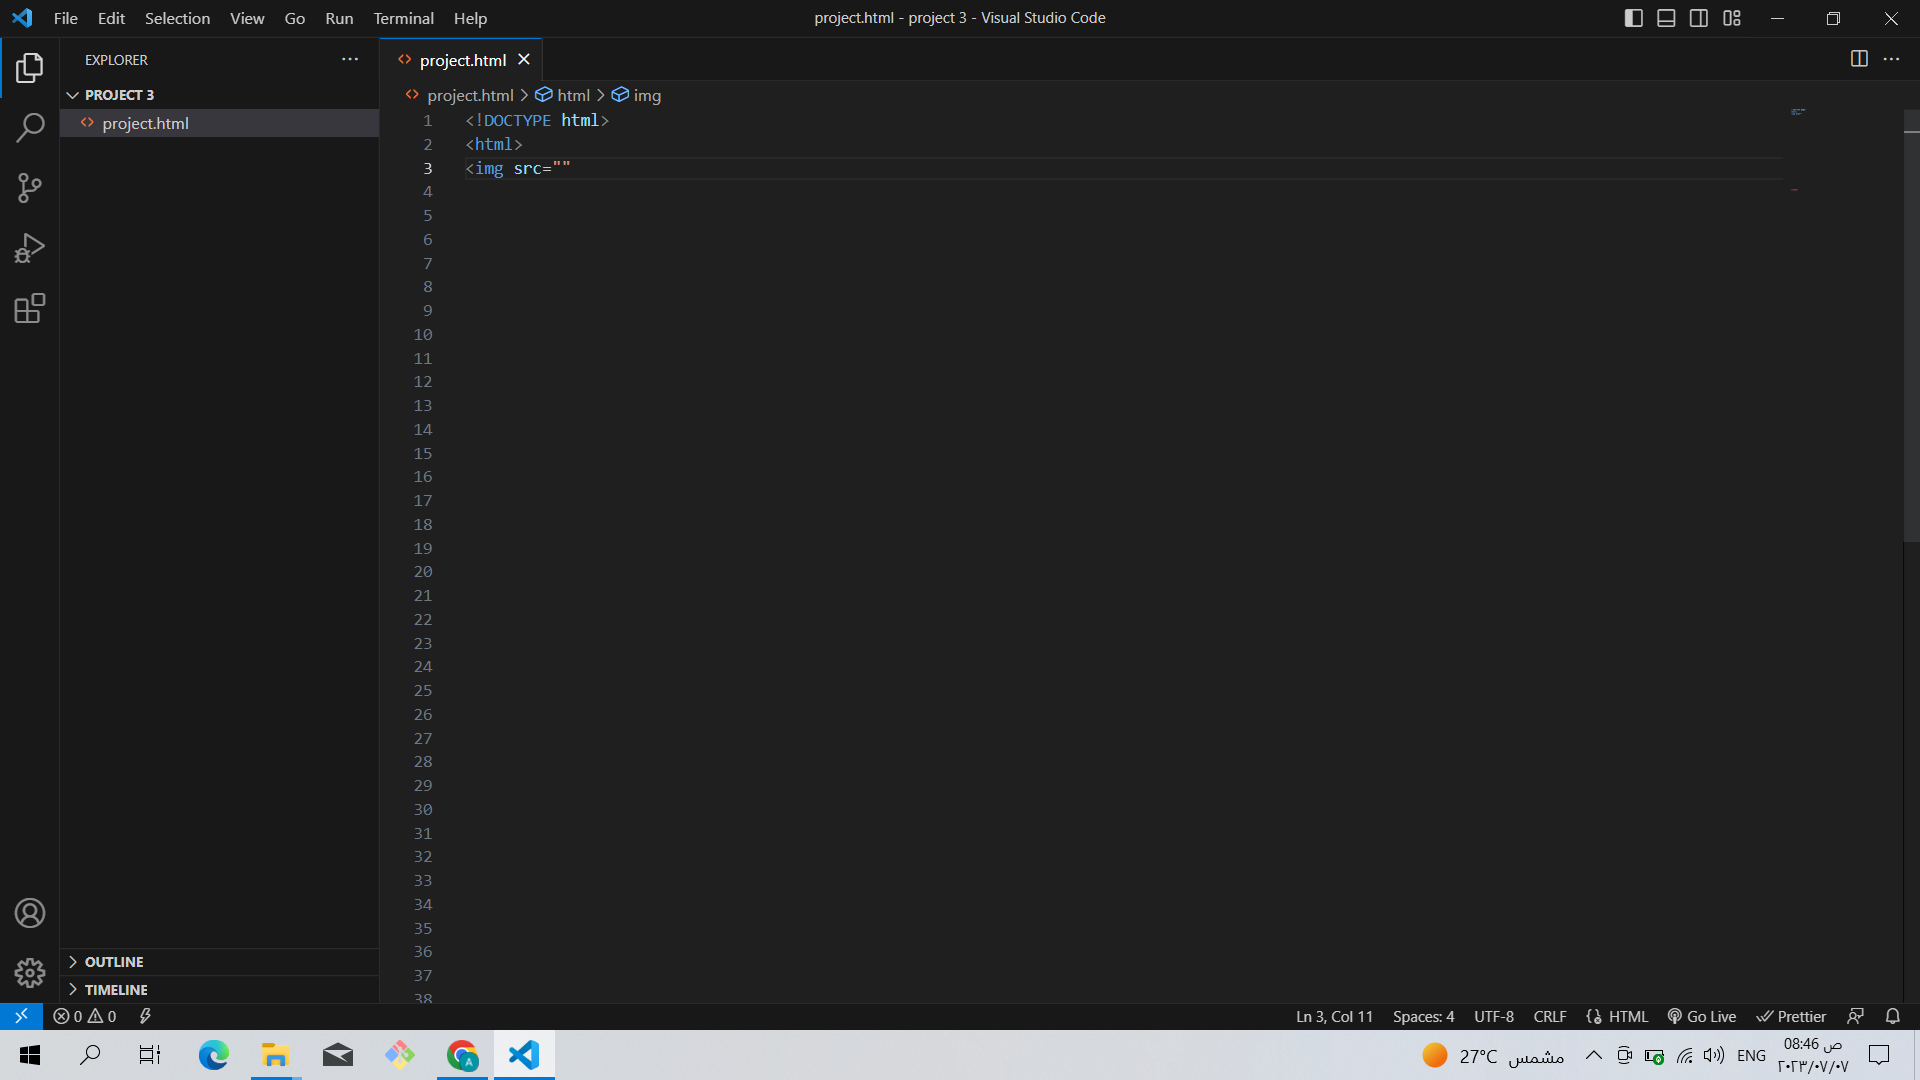 File Edit Selection View Go Run Terminal Help
project.html - project 3 - Visual Studio Code
EXPLORER
PROJECT 3
project.html
OUTLINE
TIMELINE
project.html
project.html > html > img
1 <!DOCTYPE html>
2 <html>
3 <img src=""
4
5
6
7
8
9
10
11
12
13
14
15
16
17
18
19
20
21
22
23
24
25
26
27
28
29
30
31
32
33
34
35
36
37
38
0 0
Ln 3, Col 11 Spaces: 4 UTF-8 CRLF HTML Go Live Prettier
A
27°C مشمس
ENG
08:46 ص
٢٠٢٣/٠٧/٠٧